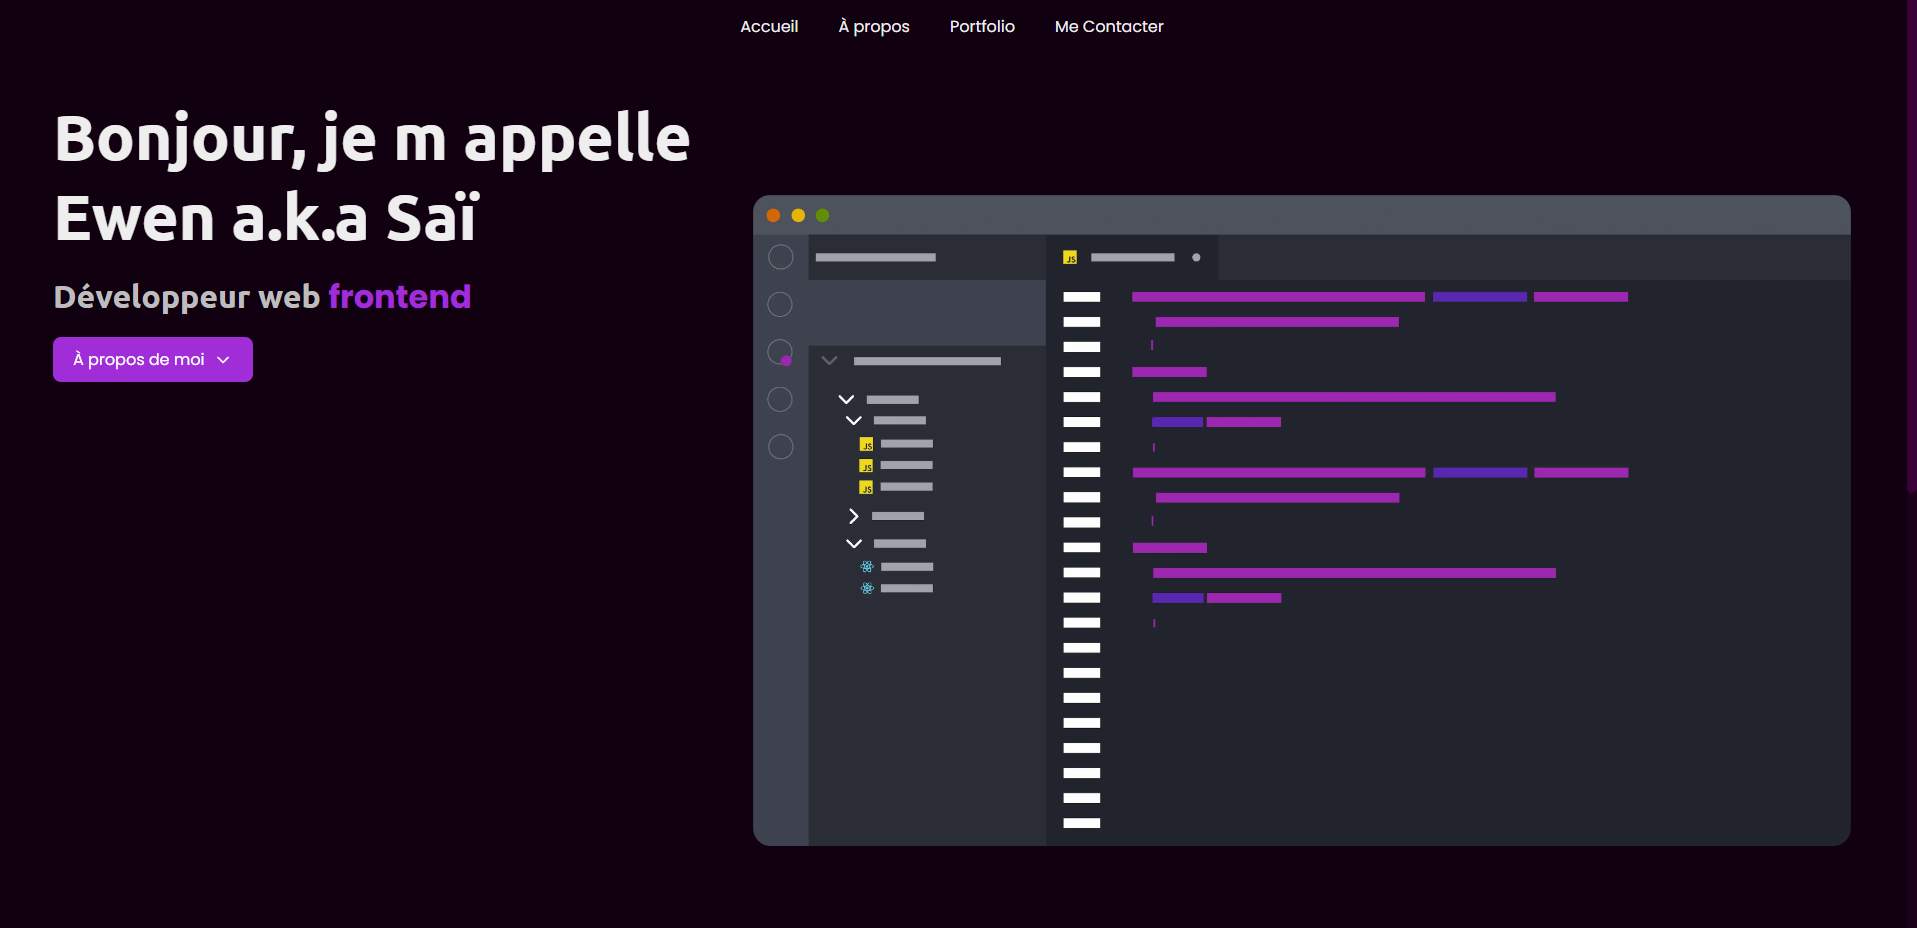 Accueil À propos Portfolio Me Contacter
Bonjour, je m appelle
Ewen a.k.a Saï
Développeur web frontend
À propos de moi
JS
JS
JS
JS